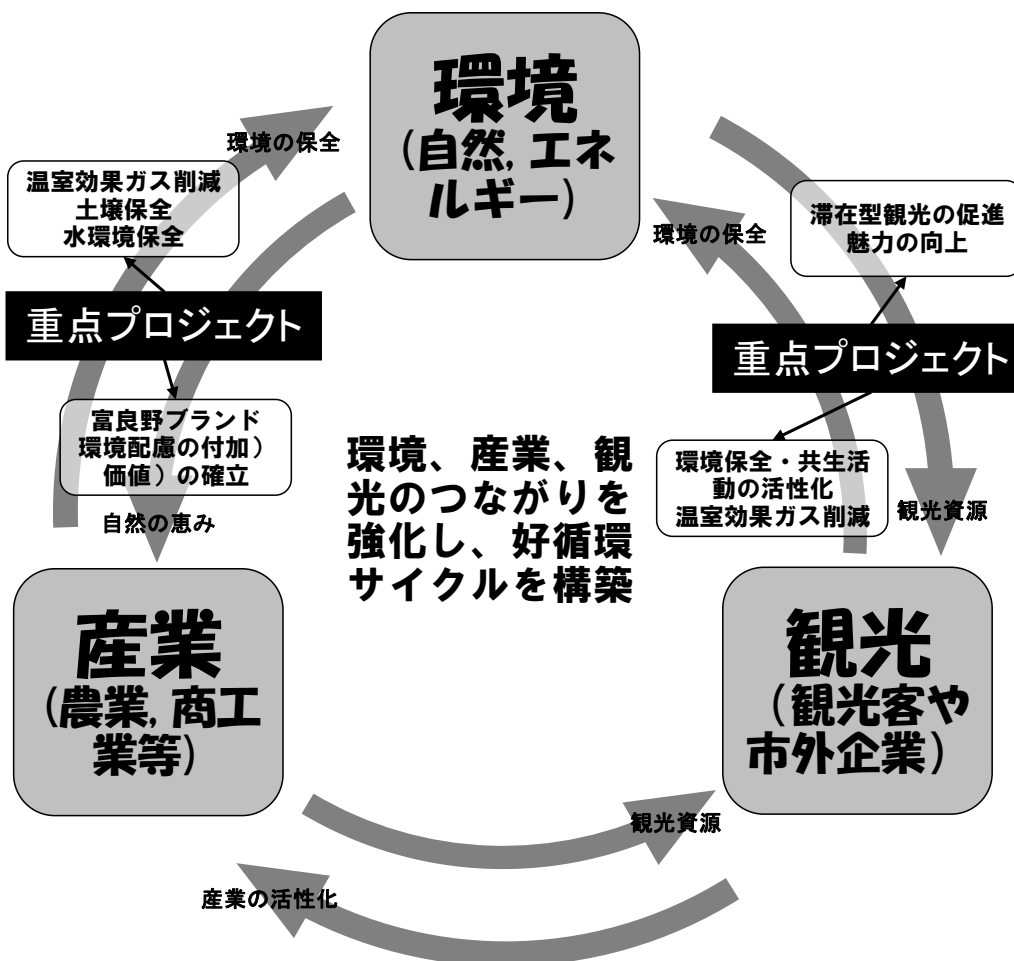 環境
(自然, エネ
ルギー)
環境の保全
温室効果ガス削減
土壌保全
水環境保全
重点プロジェクト
富良野ブランド
環境配慮の付加）
価値）の確立
自然の恵み
環境の保全
滞在型観光の促進
魅力の向上
重点プロジェクト
環境保全・共生活
動の活性化
温室効果ガス削減
観光資源
環境、産業、観
光のつながりを
強化し、好循環
サイクルを構築
産業
(農業, 商工
業等)
観光
（観光客や
市外企業）
観光資源
産業の活性化